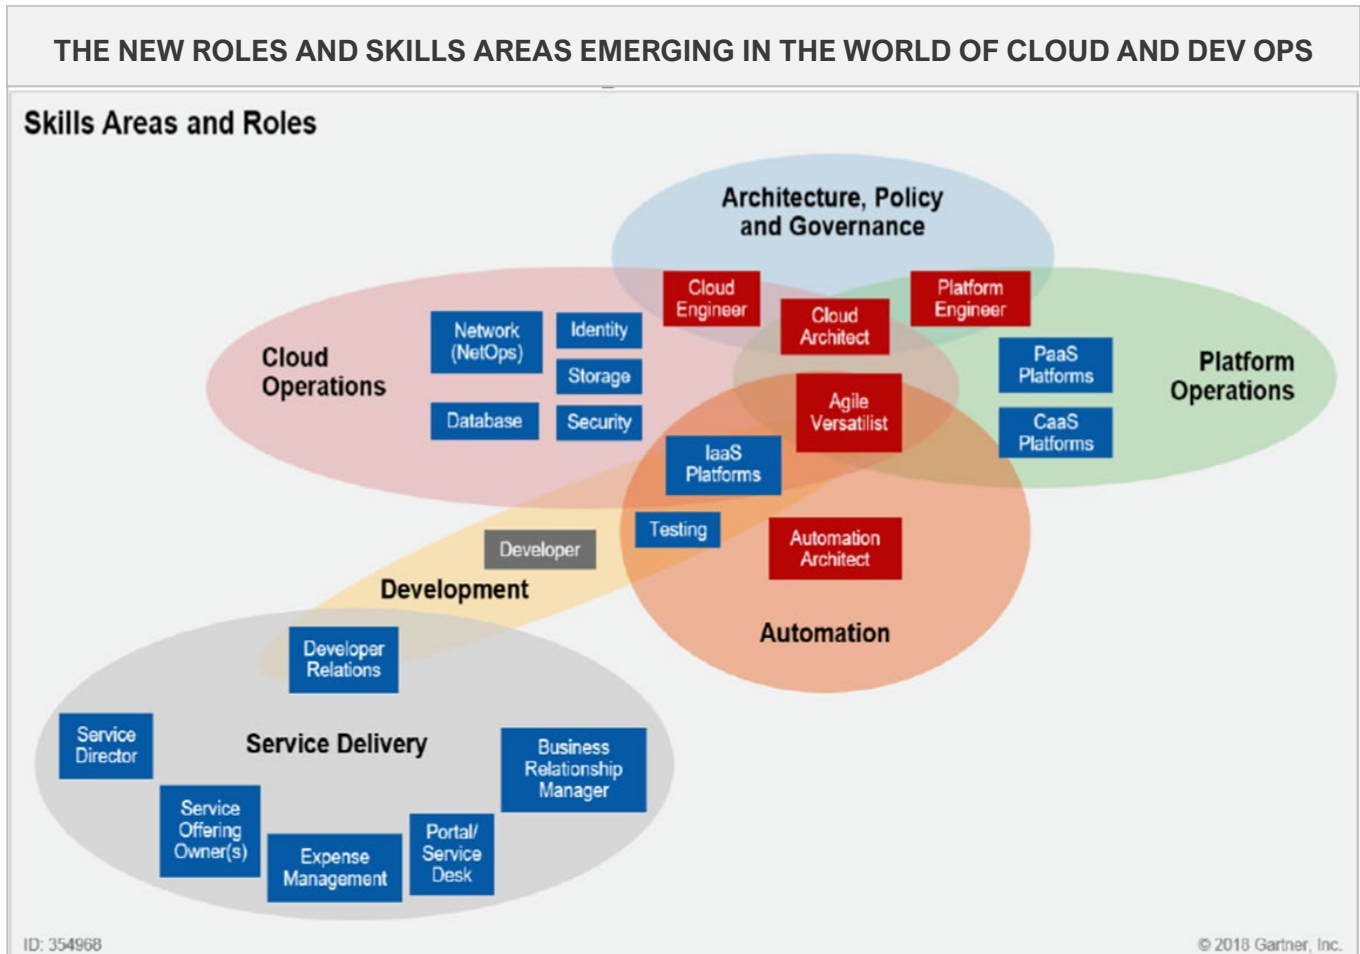 THE NEW ROLES AND SKILLS AREAS EMERGING IN THE WORLD OF CLOUD AND DEV OPS
Skills Areas and Roles
Architecture, Policy
and Governance
Cloud
Engineer
Platform
Engineer
Cloud
Architect
Network
(NetOps)
Identity
Cloud
Operations
Storage
Database
Security
PaaS
Platforms
Platform
Operations
CaaS
Platforms
Agile
Versatilist
IaaS
Platforms
Testing
Automation
Architect
Developer
Development
Automation
Developer
Relations
Service
Director
Service Delivery
Business
Relationship
Manager
Service
Offering
Owner(s)
Expense
Management
Portal/
Service
Desk
ID: 354968
© 2018 Gartner, Inc.